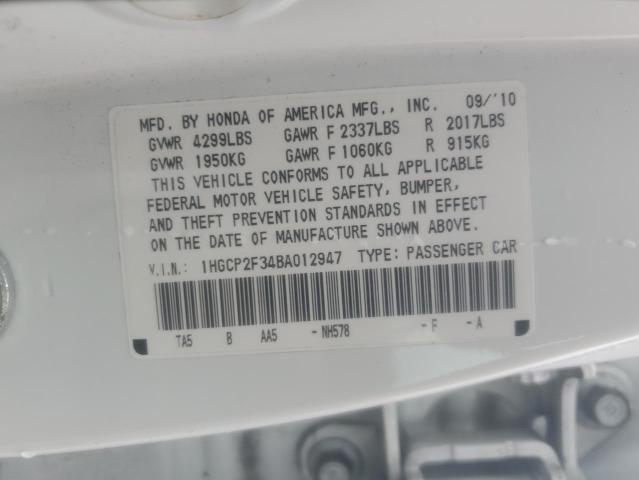 MFD. BY HONDA OF AMERICA MFG., INC. 09/'10
GVWR 4299LBS GAWR F 2337LBS R 2017LBS
GVWR 1950KG GAWR F 1060KG R 915KG
THIS VEHICLE CONFORMS TO ALL APPLICABLE
FEDERAL MOTOR VEHICLE SAFETY, BUMPER,
AND THEFT PREVENTION STANDARDS IN EFFECT
ON THE DATE OF MANUFACTURE SHOWN ABOVE.
V.I.N.: 1HGCP2F34BA012947 TYPE: PASSENGER CAR
TA5 B AA5 -NH578 -F -A